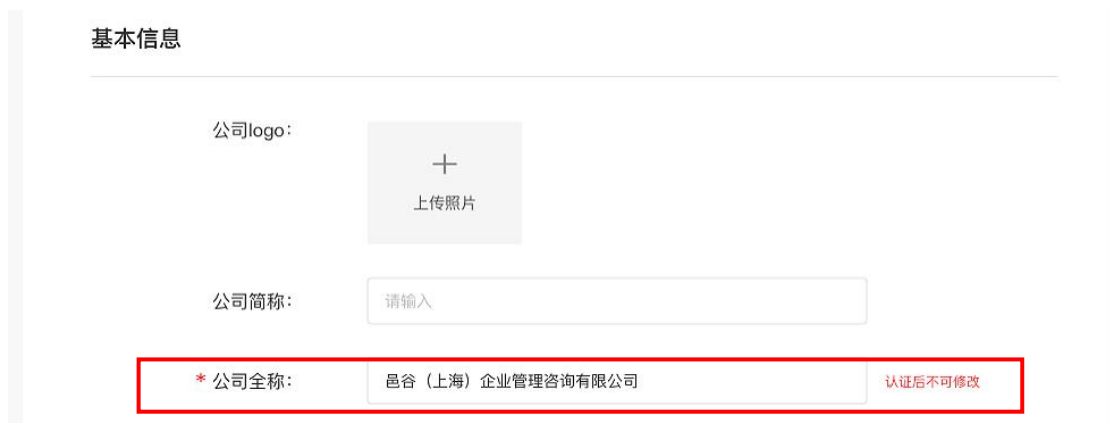 基本信息
公司logo：
上传照片
公司简称：
请输入
* 公司全称：
邑谷（上海）企业管理咨询有限公司
认证后不可修改